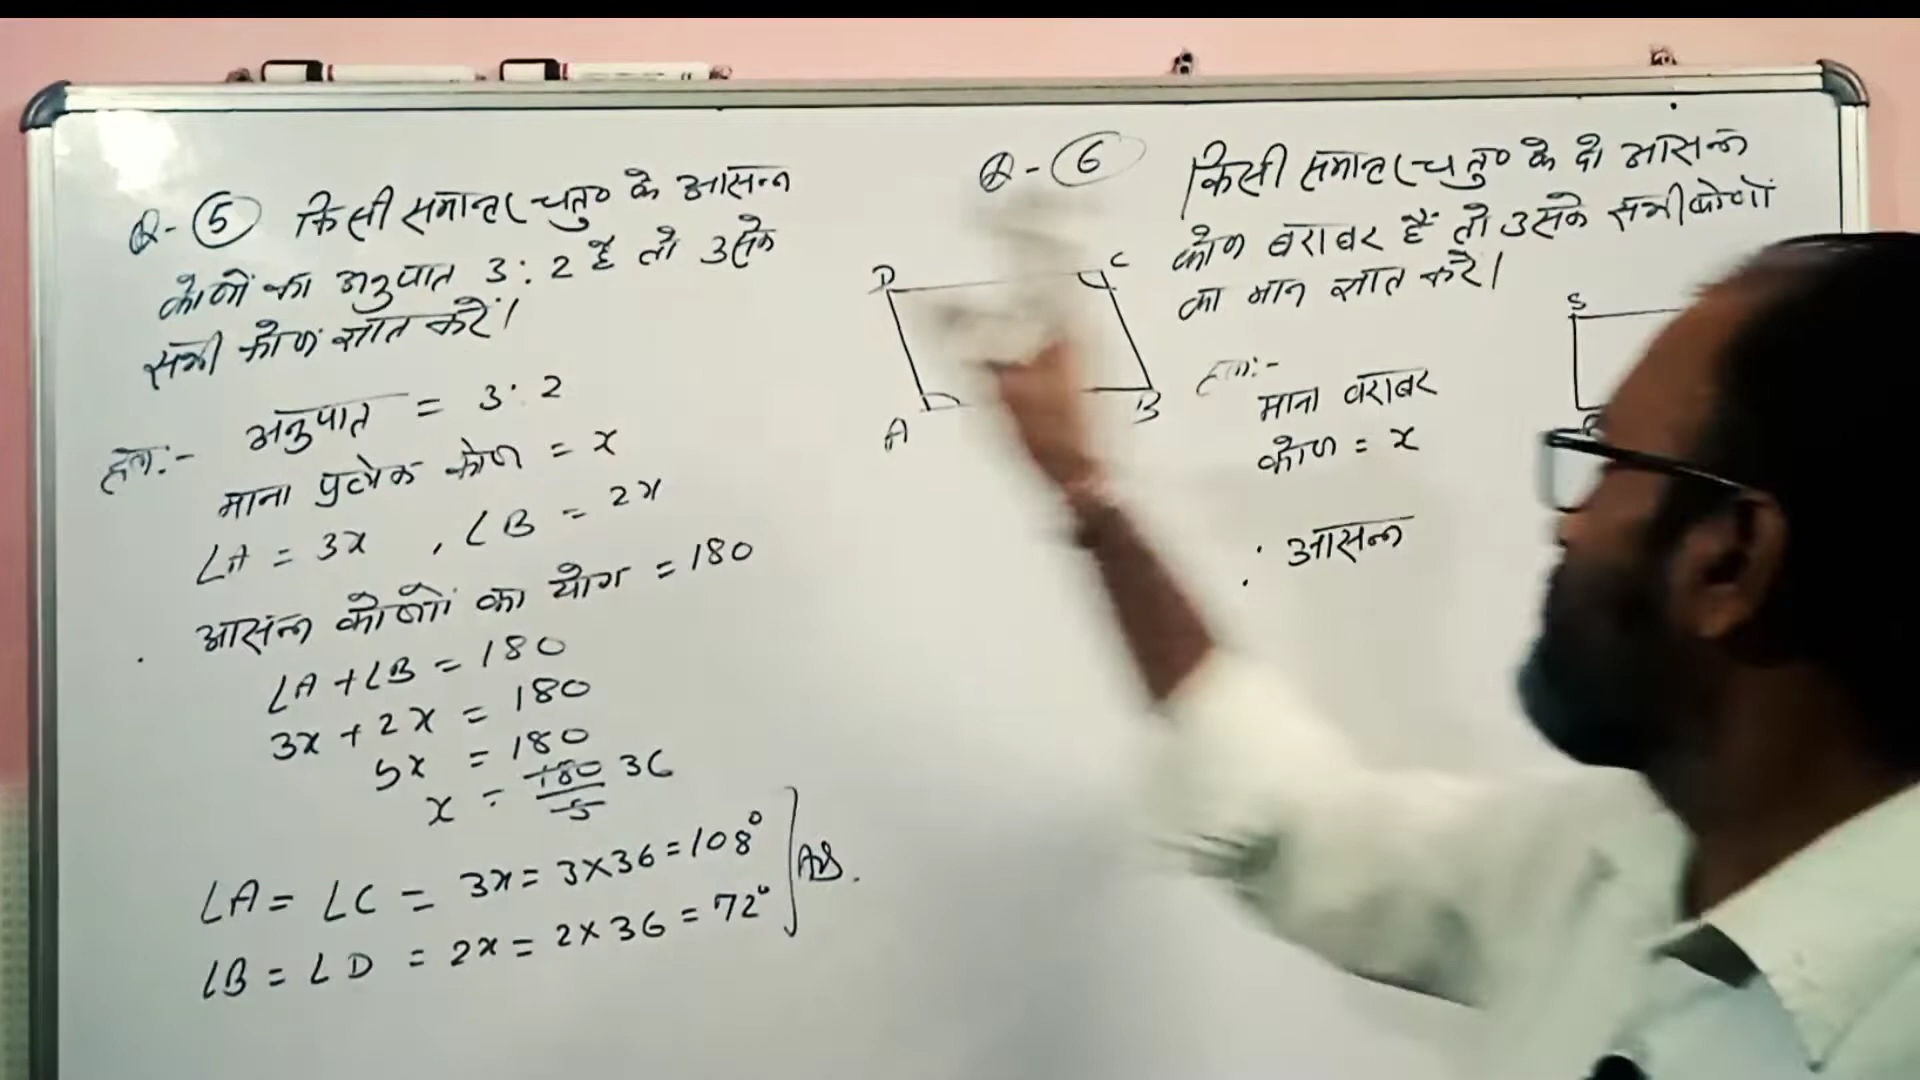 Q-5 किसी समान्तर चतु० के आसन्न
कोणों का अनुपात 3:2 है तो उसके
सभी कोण ज्ञात करें।
हल:- अनुपात = 3:2
माना प्रत्येक कोण = x
∠A = 3x , ∠B = 2x
आसन्न कोणों का योग = 180
∠A+∠B = 180
3x + 2x = 180
5x = 180
x = 180/5 36
∠A = ∠C = 3x = 3×36 = 108°
∠B = ∠D = 2x = 2×36 = 72°
Ans.
D C
A B
Q-6 किसी समान्तर चतु० के दो आसन्न
कोण बराबर हैं तो उसके सभी कोणों
का मान ज्ञात करें।
हल:-
माना बराबर
कोण = x
∴ आसन्न
S